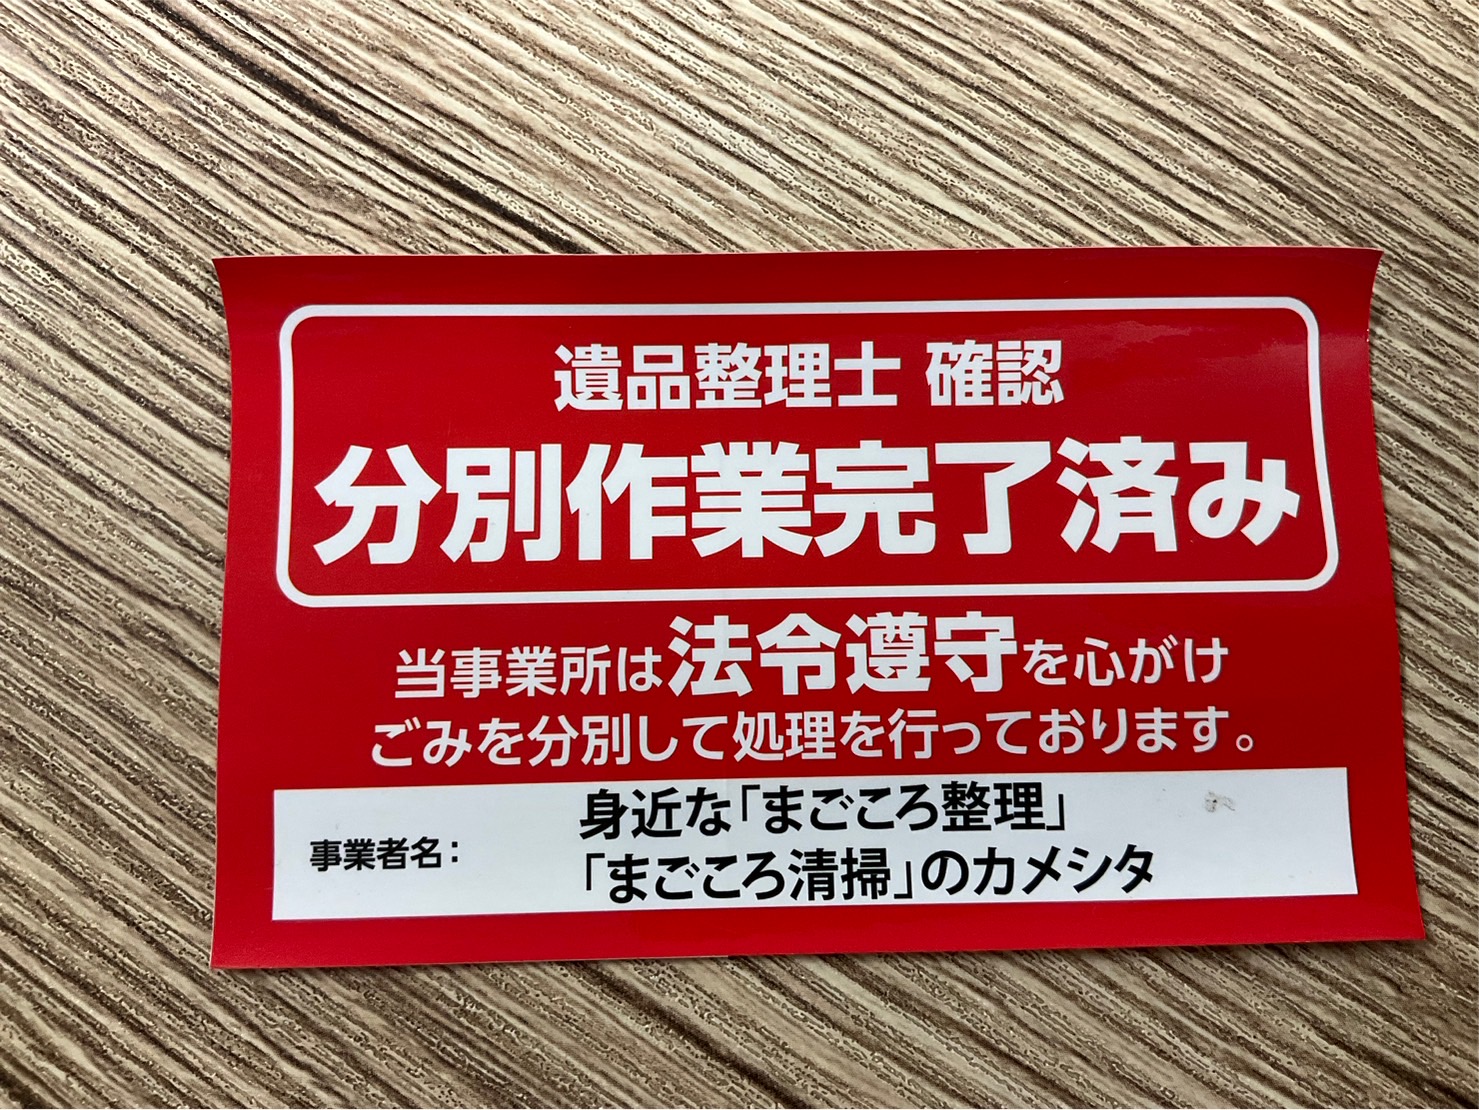 遺品整理士 確認
分別作業完了済み
当事業所は法令遵守を心がけ
ごみを分別して処理を行っております。
身近な「まごころ整理」
事業者名:
「まごころ清掃」のカメシタ